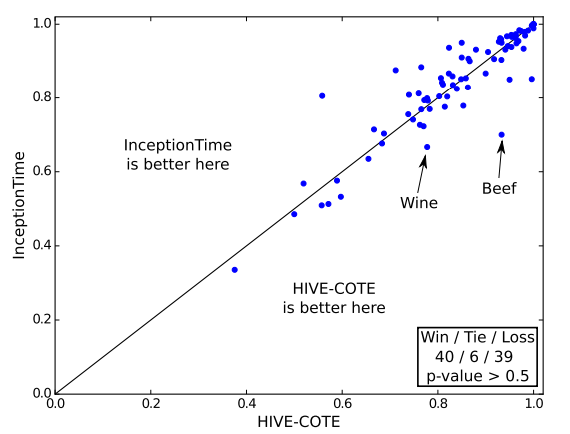 1.0
0.8
0.6
0.4
0.2
0.0
InceptionTime
InceptionTime
is better here
Wine
Beef
HIVE-COTE
is better here
Win / Tie / Loss
40 / 6 / 39
p-value > 0.5
0.0 0.2 0.4 0.6 0.8 1.0
HIVE-COTE